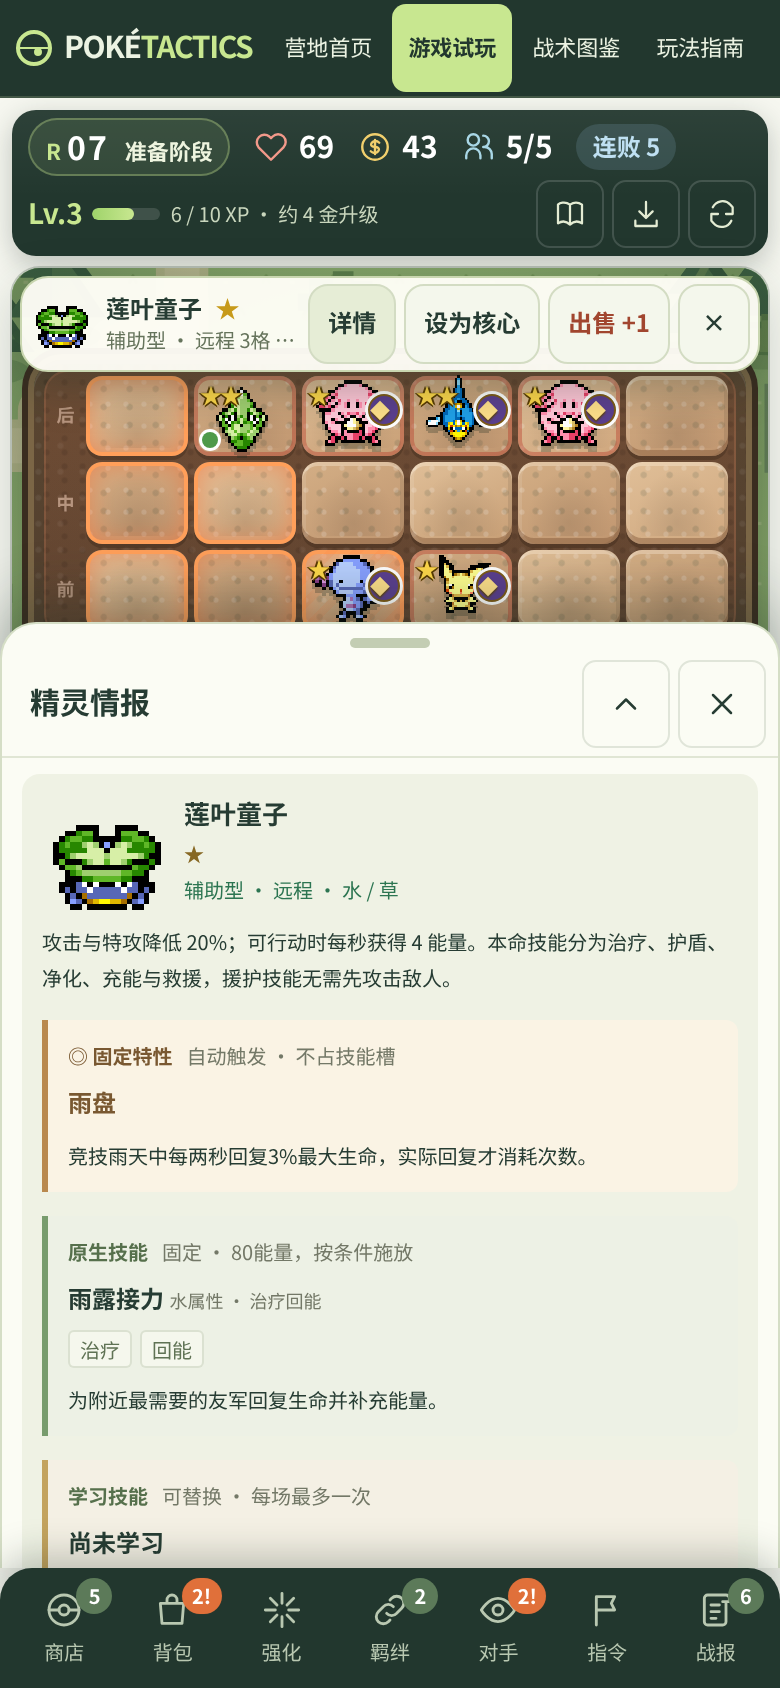 POKÉTACTICS 营地首页 游戏试玩 战术图鉴 玩法指南
R 07 准备阶段 69 43 5/5 连败 5
Lv.3 6 / 10 XP · 约 4 金升级
莲叶童子 ★
辅助型 · 远程 3格 …
详情 设为核心 出售 +1 ×
后
中
前
精灵情报
莲叶童子
★
辅助型 · 远程 · 水 / 草
攻击与特攻降低 20%；可行动时每秒获得 4 能量。本命技能分为治疗、护盾、
净化、充能与救援，援护技能无需先攻击敌人。
◎ 固定特性 自动触发 · 不占技能槽
雨盘
竞技雨天中每两秒回复3%最大生命，实际回复才消耗次数。
原生技能 固定 · 80能量，按条件施放
雨露接力 水属性 · 治疗回能
治疗 回能
为附近最需要的友军回复生命并补充能量。
学习技能 可替换 · 每场最多一次
尚未学习
5 2! 2 2! 6
商店 背包 强化 羁绊 对手 指令 战报